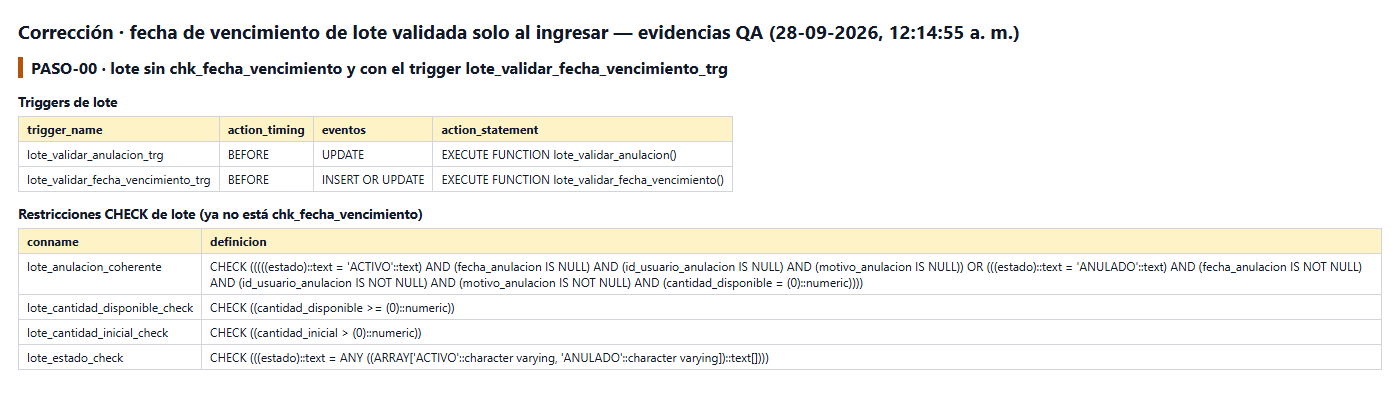 Corrección · fecha de vencimiento de lote validada solo al ingresar — evidencias QA (28-09-2026, 12:14:55 a. m.)
PASO-00 · lote sin chk_fecha_vencimiento y con el trigger lote_validar_fecha_vencimiento_trg
Triggers de lote
trigger_name action_timing eventos action_statement
lote_validar_anulacion_trg BEFORE UPDATE EXECUTE FUNCTION lote_validar_anulacion()
lote_validar_fecha_vencimiento_trg BEFORE INSERT OR UPDATE EXECUTE FUNCTION lote_validar_fecha_vencimiento()
Restricciones CHECK de lote (ya no está chk_fecha_vencimiento)
conname definicion
lote_anulacion_coherente CHECK (((((estado)::text = 'ACTIVO'::text) AND (fecha_anulacion IS NULL) AND (id_usuario_anulacion IS NULL) AND (motivo_anulacion IS NULL)) OR (((estado)::text = 'ANULADO'::text) AND (fecha_anulacion IS NOT NULL)
AND (id_usuario_anulacion IS NOT NULL) AND (motivo_anulacion IS NOT NULL) AND (cantidad_disponible = (0)::numeric))))
lote_cantidad_disponible_check CHECK ((cantidad_disponible >= (0)::numeric))
lote_cantidad_inicial_check CHECK ((cantidad_inicial > (0)::numeric))
lote_estado_check CHECK (((estado)::text = ANY ((ARRAY['ACTIVO'::character varying, 'ANULADO'::character varying])::text[])))